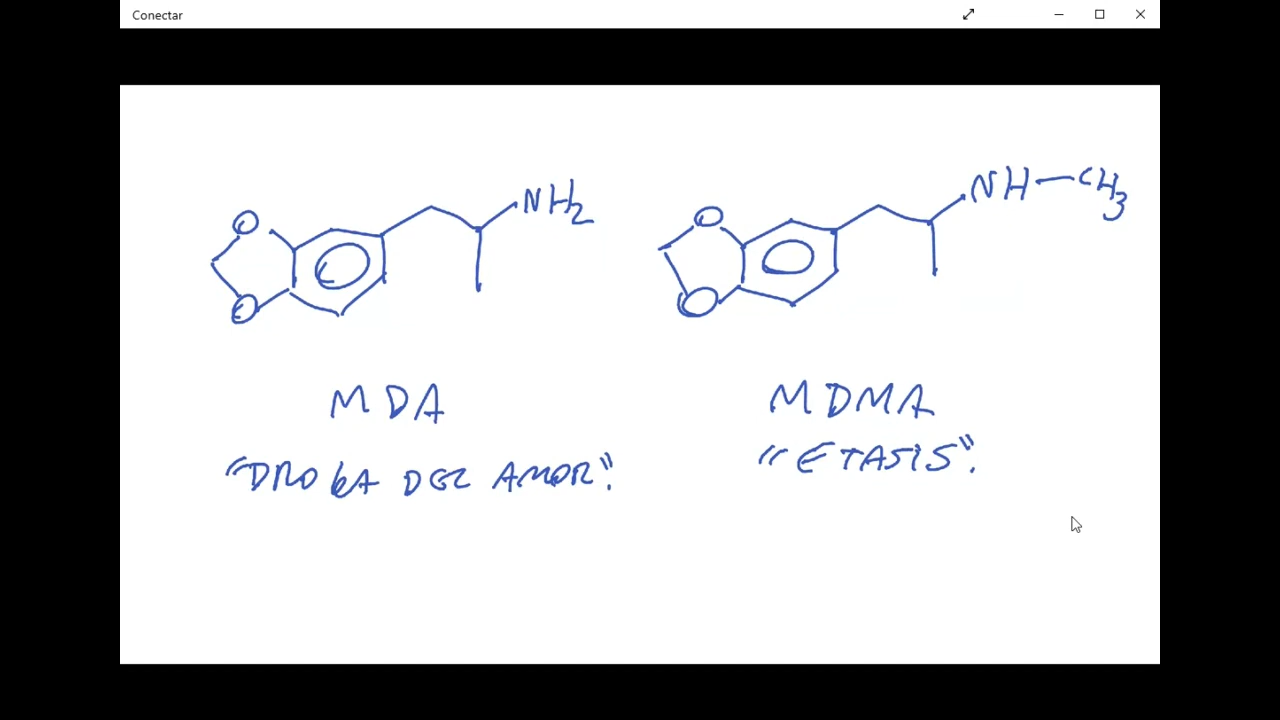 Conectar
O
NH2
O
O
NH—CH3
O
MDA
MDMA
"DROGA DEL AMOR".
"ETASIS".